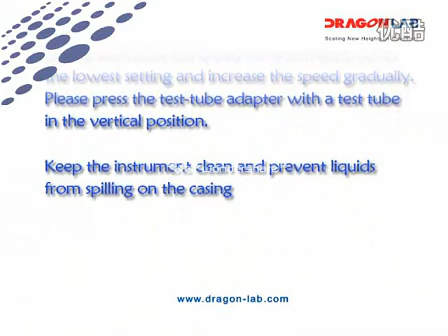 DRAGONLAB
Scaling New Heigh
优酷
the lowest setting and increase the speed gradually.
Please press the test-tube adapter with a test tube
in the vertical position.
Keep the instrument clean and prevent liquids
from spilling on the casing
www.dragon-lab.com